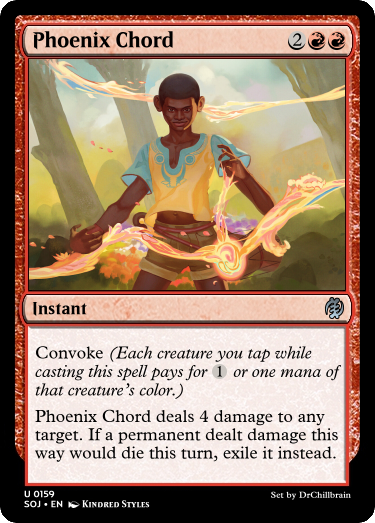 Phoenix Chord 2
Instant
Convoke (Each creature you tap while
casting this spell pays for 1 or one mana of
that creature's color.)
Phoenix Chord deals 4 damage to any
target. If a permanent dealt damage this
way would die this turn, exile it instead.
U 0159
SOJ • EN Kindred Styles
Set by DrChillbrain